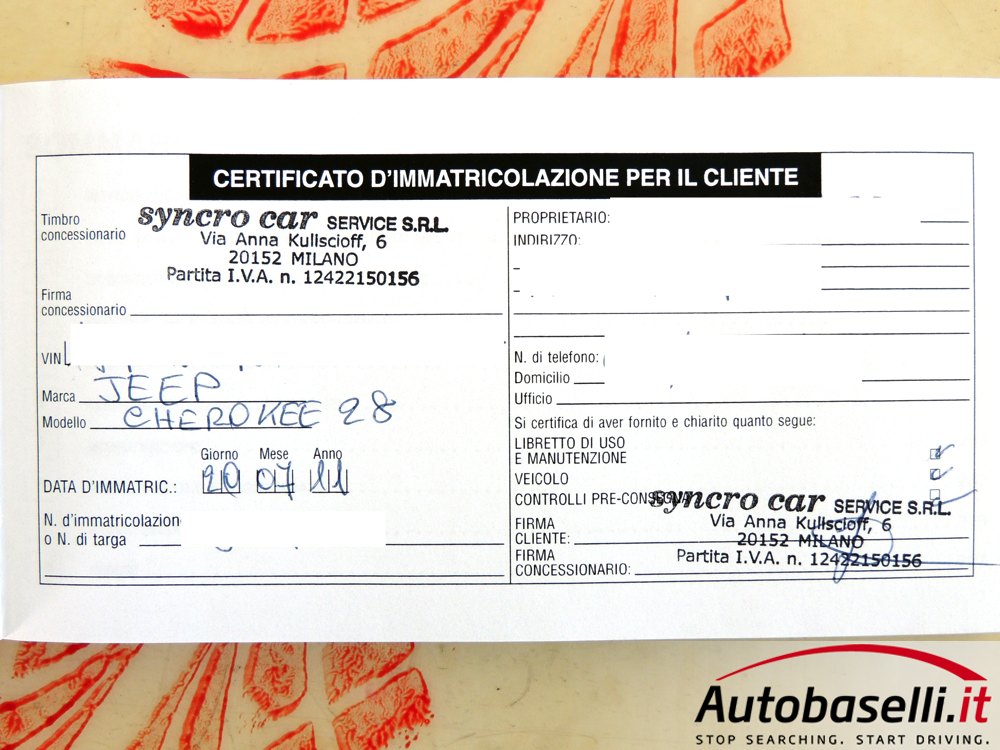 CERTIFICATO D'IMMATRICOLAZIONE PER IL CLIENTE
Timbro
concessionario
syncro car SERVICE S.R.L.
Via Anna Kuliscioff, 6
20152 MILANO
Partita I.V.A. n. 12422150156
Firma
concessionario
VIN
Marca JEEP
Modello CHEROKEE 28
Giorno Mese Anno
DATA D'IMMATRIC.: 20 07 11
N. d'immatricolazion
o N. di targa
PROPRIETARIO:
INDIRIZZO:
N. di telefono:
Domicilio
Ufficio
Si certifica di aver fornito e chiarito quanto segue:
LIBRETTO DI USO
E MANUTENZIONE
VEICOLO
CONTROLLI PRE-CONSEGNA
syncro car SERVICE S.R.L.
Via Anna Kuliscioff, 6
20152 MILANO
Partita I.V.A. n. 12422150156
FIRMA
CLIENTE:
FIRMA
CONCESSIONARIO:
Autobaselli.it
STOP SEARCHING. START DRIVING.